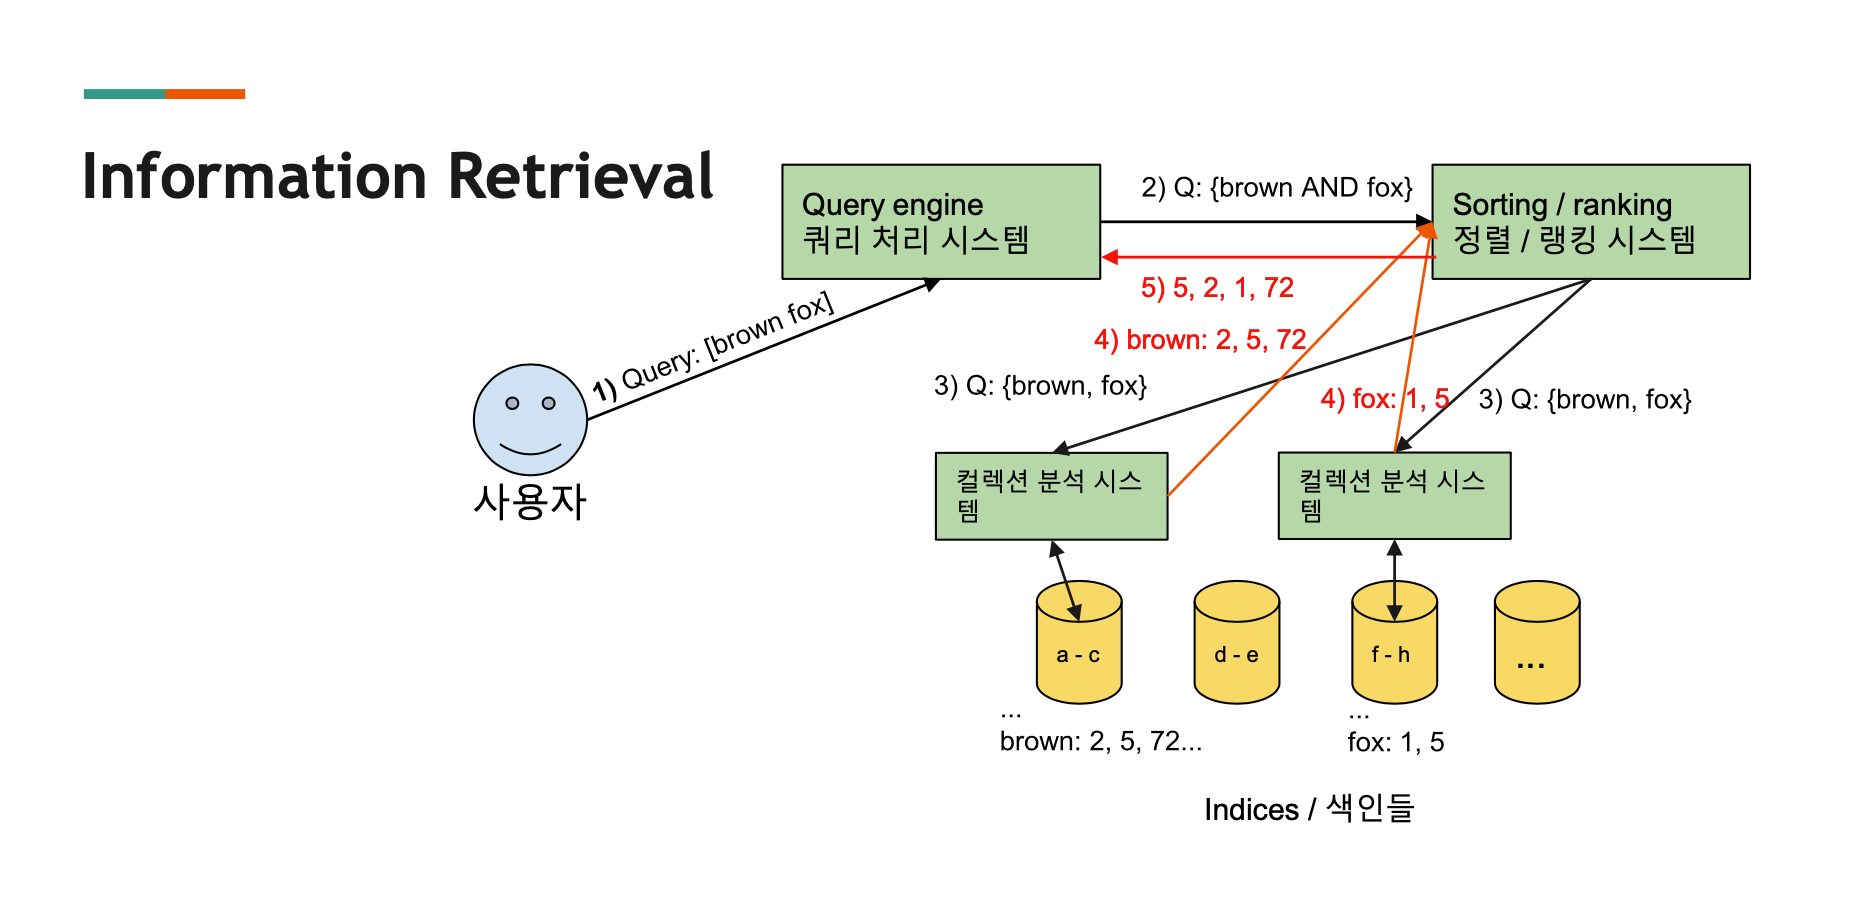 Information Retrieval
Query engine
쿼리 처리 시스템
2) Q: {brown AND fox}
Sorting / ranking
정렬 / 랭킹 시스템
5) 5, 2, 1, 72
1) Query: [brown fox]
4) brown: 2, 5, 72
3) Q: {brown, fox}
4) fox: 1, 5
3) Q: {brown, fox}
사용자
컬렉션 분석 시스
템
컬렉션 분석 시스
템
a - c
d - e
f - h
...
...
brown: 2, 5, 72...
...
fox: 1, 5
Indices / 색인들